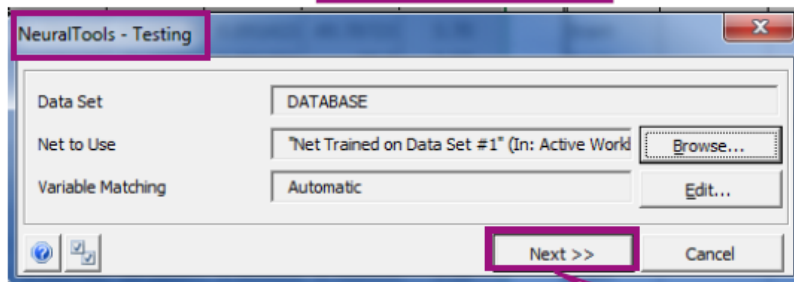 NeuralTools - Testing
Data Set DATABASE
Net to Use "Net Trained on Data Set #1" (In: Active Work Browse...
Variable Matching Automatic Edit...
Next >> Cancel